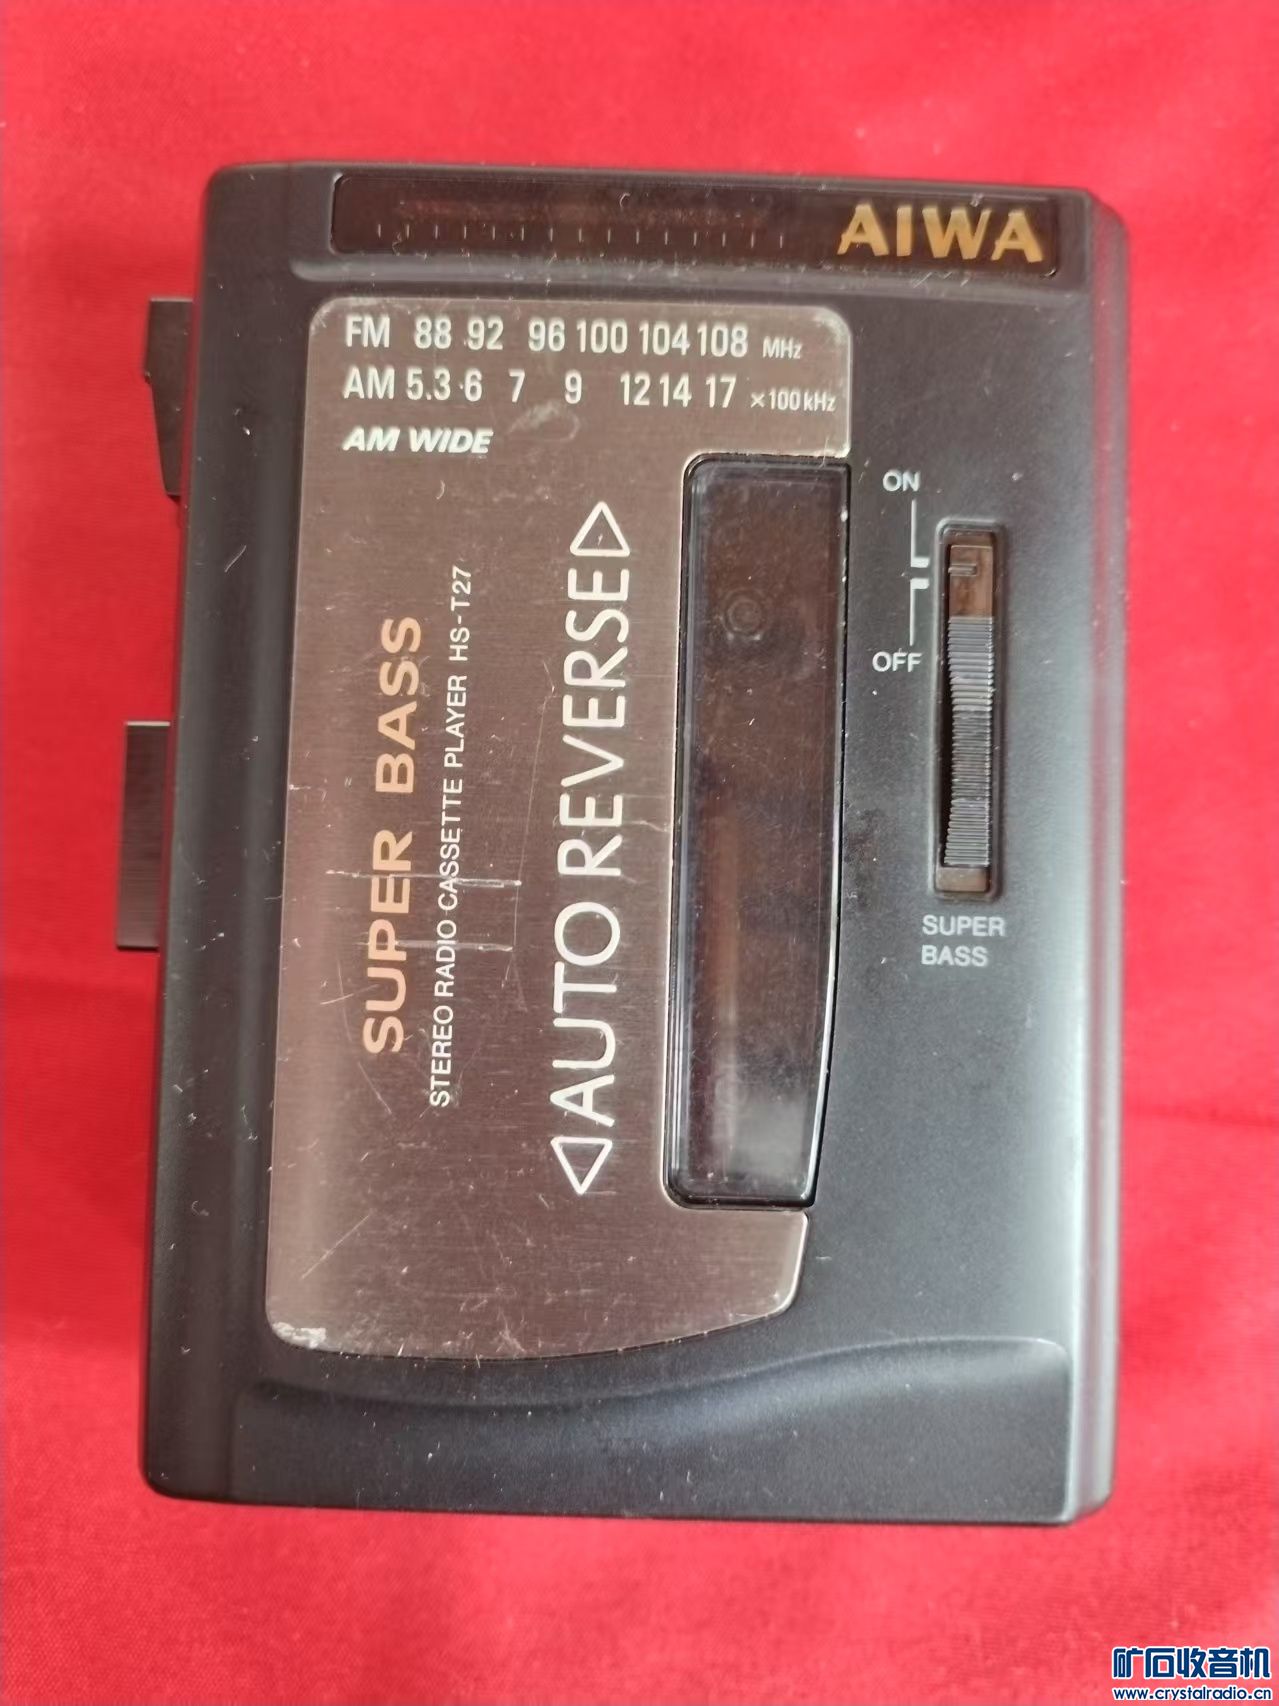 AIWA
FM 88 92 96 100 104 108 MHz
AM 5.3 6 7 9 12 14 17 ×100kHz
AM WIDE
SUPER BASS
STEREO RADIO CASSETTE PLAYER HS-T27
◁AUTO REVERSE▷
ON
OFF
SUPER
BASS
矿石收音机
www.crystalradio.cn